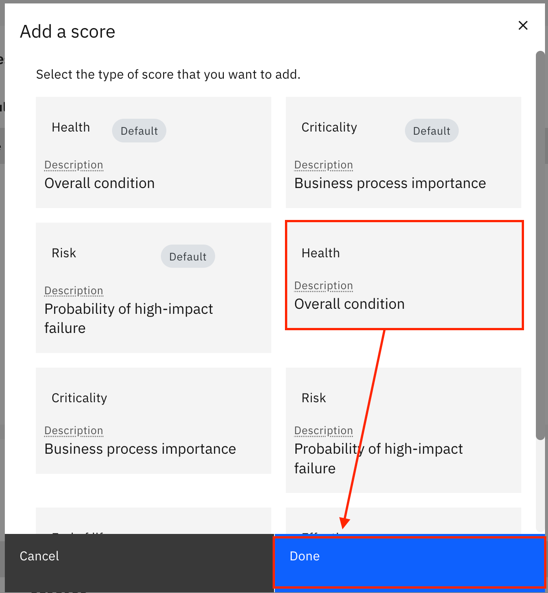 Add a score
Select the type of score that you want to add.
Health
Default
Description
Overall condition
Criticality
Default
Description
Business process importance
Risk
Default
Description
Probability of high-impact
failure
Health
Description
Overall condition
Criticality
Description
Business process importance
Risk
Description
Probability of high-impact
failure
Cancel
Done